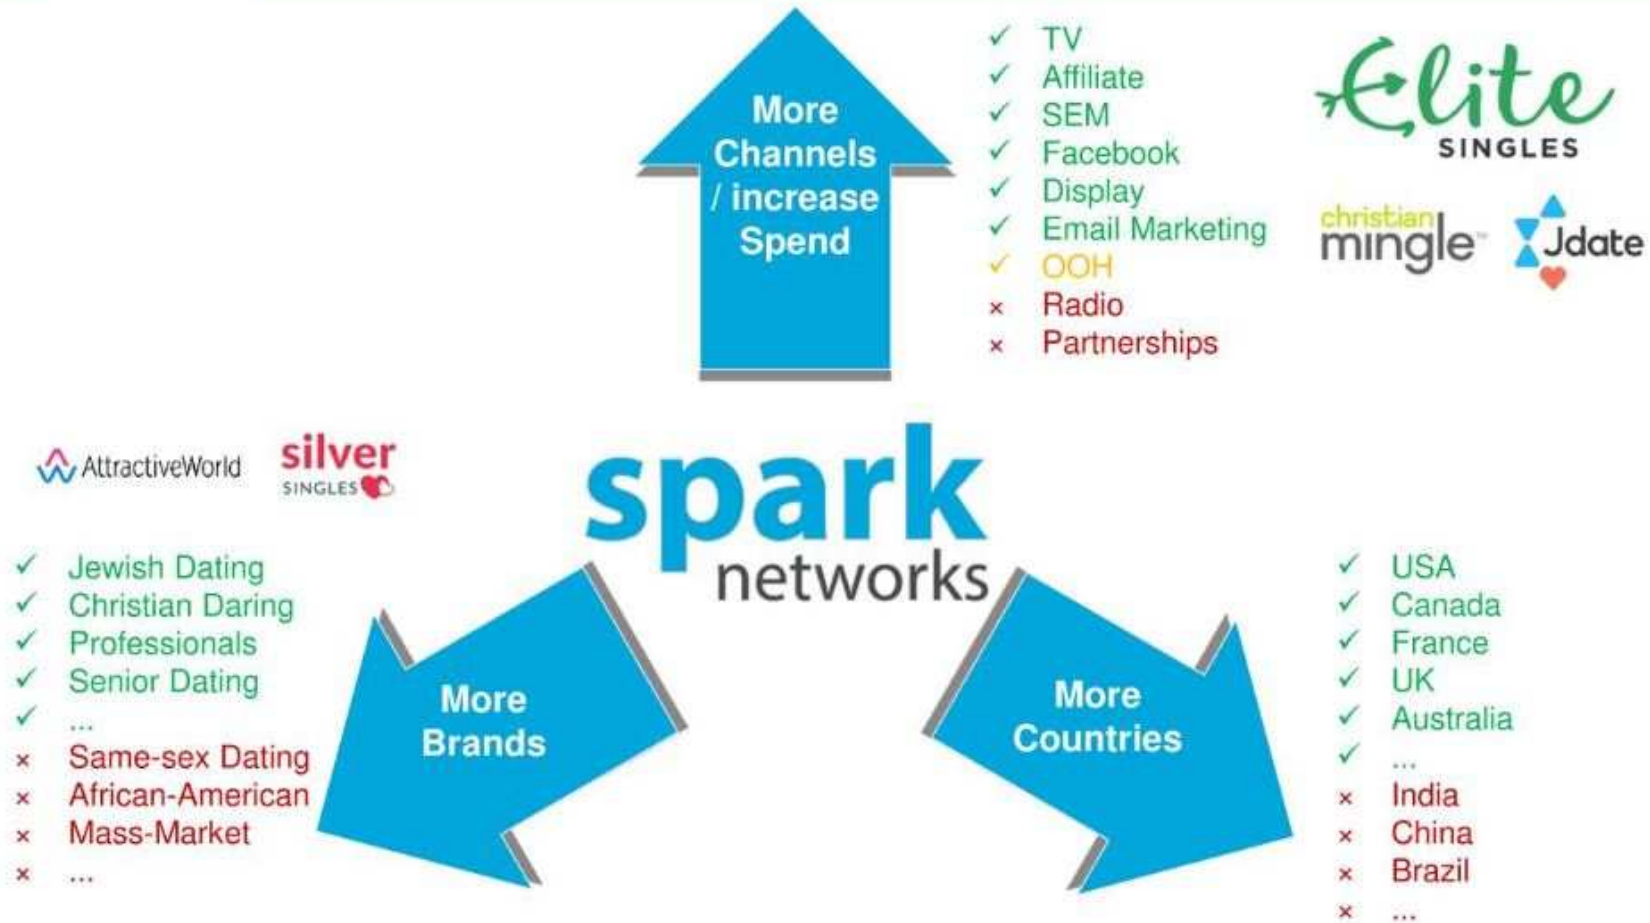 More
Channels
/ increase
Spend
✓ TV
✓ Affiliate
✓ SEM
✓ Facebook
✓ Display
✓ Email Marketing
✓ OOH
× Radio
× Partnerships
Elite
SINGLES
christian
mingle™
Jdate
AttractiveWorld
silver
SINGLES
spark
networks
✓ Jewish Dating
✓ Christian Daring
✓ Professionals
✓ Senior Dating
✓ ...
× Same-sex Dating
× African-American
× Mass-Market
× ...
More
Brands
More
Countries
✓ USA
✓ Canada
✓ France
✓ UK
✓ Australia
✓ ...
× India
× China
× Brazil
× ...